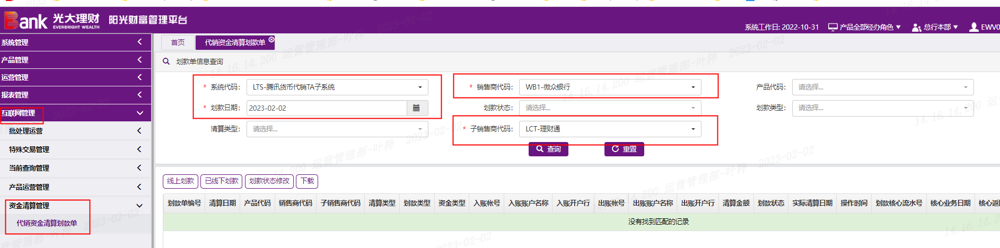 Bank 光大理财 EVERBRIGHT WEALTH 阳光财富管理平台
系统工作日: 2022-10-31 产品全部经办角色 总行本部 EWV0
系统管理
产品管理
运营管理
报表管理
互联网管理
批处理运营
特殊交易管理
当前查询管理
产品运营管理
资金清算管理
代销资金清算划款单
首页 代销资金清算划款单
划款单信息查询
* 系统代码: LTS-腾讯货币代销TA子系统 * 销售商代码: WB1-微众银行 产品代码: 请选择...
* 划款日期: 2023-02-02 划款状态: 请选择... 划款类型: 请选择...
清算类型: 请选择... * 子销售商代码: LCT-理财通
查询 重置
线上划款 已线下划款 划款状态修改 下载
划款单编号 清算日期 产品代码 销售商代码 子销售商代码 清算类型 划款类型 资金类型 入账帐号 入账账户名称 入账开户行 出账帐号 出账账户名称 出账开户行 清算金额 划款状态 实际清算日期 操作时间 划款核心流水号 核心业务日期 核心返
没有找到匹配的记录
14.16.14.200 运营管理部-叶梓 2023-02-02